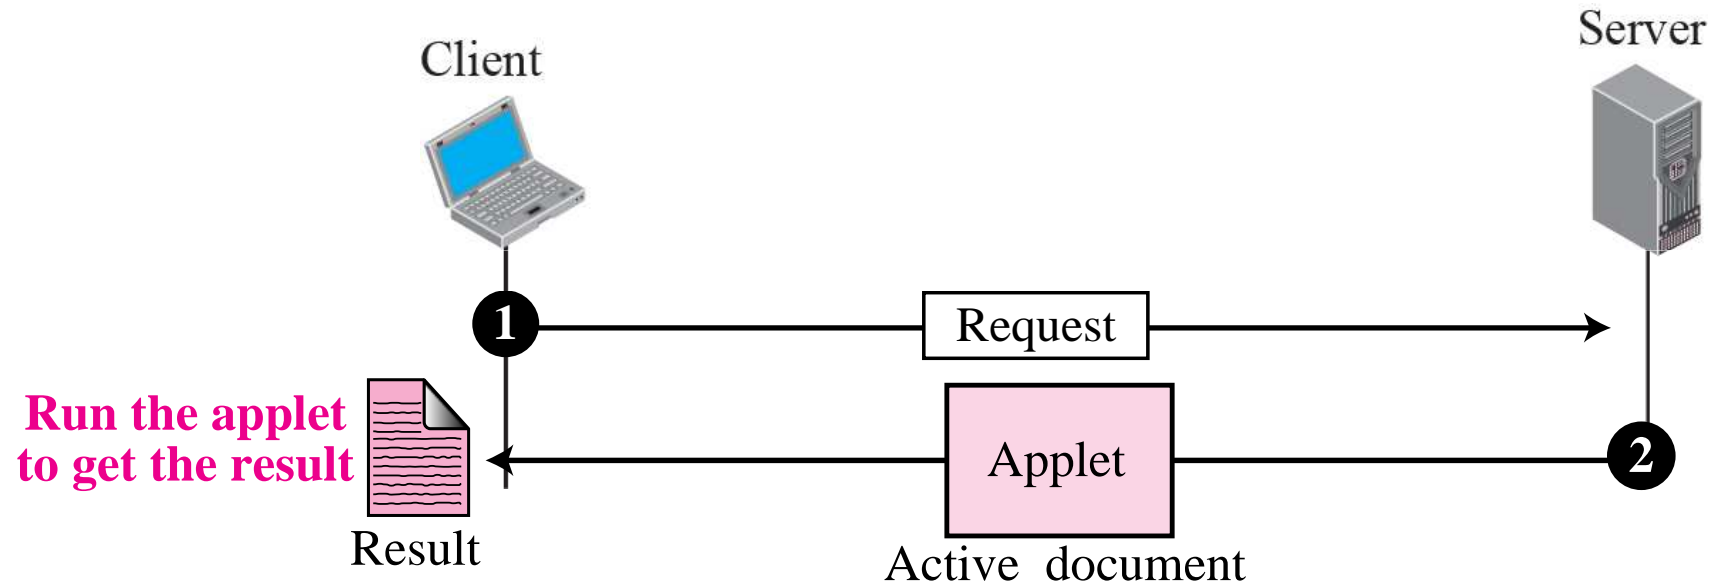 Client
Server
1
Request
Run the applet
to get the result
Applet
2
Result
Active document